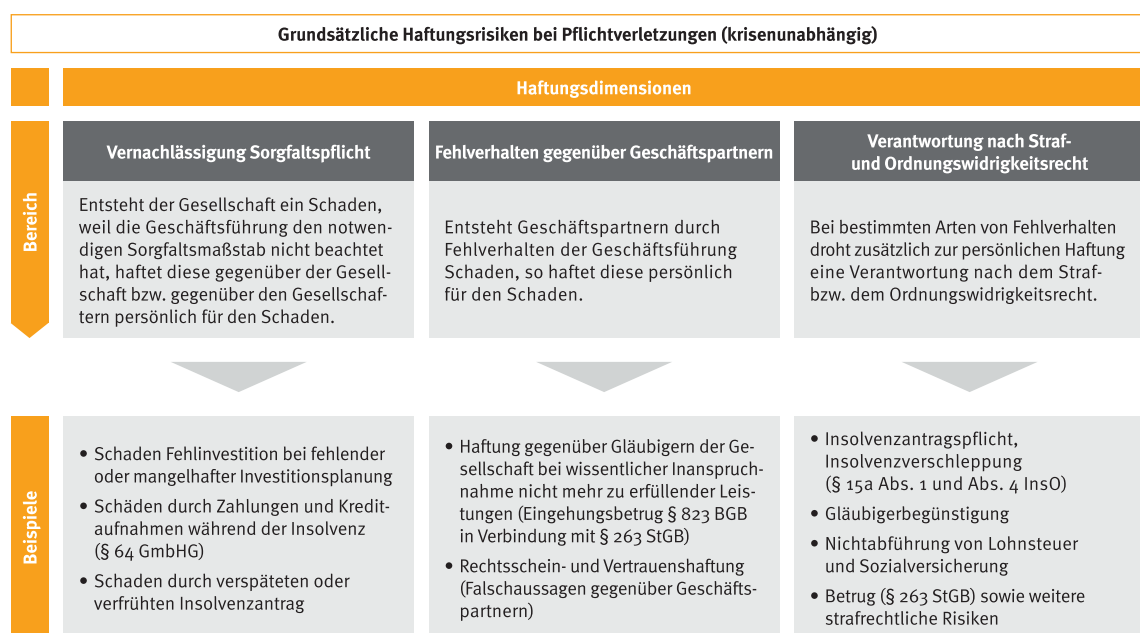 Grundsätzliche Haftungsrisiken bei Pflichtverletzungen (krisenunabhängig)
Haftungsdimensionen
Bereich
Vernachlässigung Sorgfaltspflicht
Entsteht der Gesellschaft ein Schaden,
weil die Geschäftsführung den notwen-
digen Sorgfaltsmaßstab nicht beachtet
hat, haftet diese gegenüber der Gesell-
schaft bzw. gegenüber den Gesellschaf-
tern persönlich für den Schaden.
Fehlverhalten gegenüber Geschäftspartnern
Entsteht Geschäftspartnern durch
Fehlverhalten der Geschäftsführung
Schaden, so haftet diese persönlich
für den Schaden.
Verantwortung nach Straf-
und Ordnungswidrigkeitsrecht
Bei bestimmten Arten von Fehlverhalten
droht zusätzlich zur persönlichen Haftung
eine Verantwortung nach dem Straf-
bzw. dem Ordnungswidrigkeitsrecht.
Beispiele
• Schaden Fehlinvestition bei fehlender
oder mangelhafter Investitionsplanung
• Schäden durch Zahlungen und Kredit-
aufnahmen während der Insolvenz
(§ 64 GmbHG)
• Schaden durch verspäteten oder
verfrühten Insolvenzantrag
• Haftung gegenüber Gläubigern der Ge-
sellschaft bei wissentlicher Inanspruch-
nahme nicht mehr zu erfüllender Leis-
tungen (Eingehungsbetrug § 823 BGB
in Verbindung mit § 263 StGB)
• Rechtsschein- und Vertrauenshaftung
(Falschaussagen gegenüber Geschäfts-
partnern)
• Insolvenzantragspflicht,
Insolvenzverschleppung
(§ 15a Abs. 1 und Abs. 4 InsO)
• Gläubigerbegünstigung
• Nichtabführung von Lohnsteuer
und Sozialversicherung
• Betrug (§ 263 StGB) sowie weitere
strafrechtliche Risiken